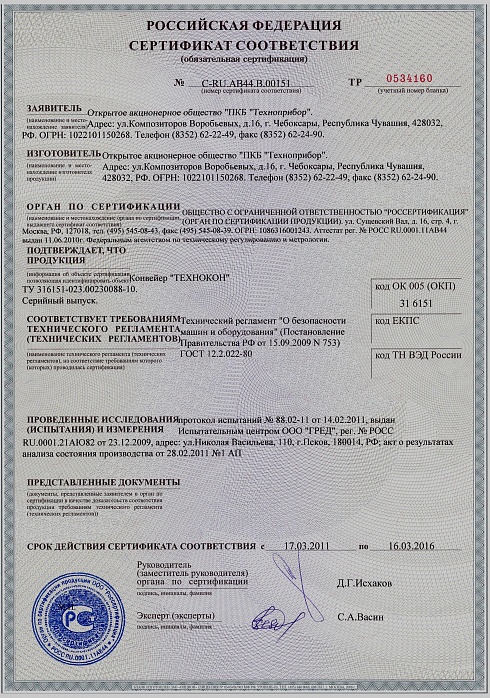 РОССИЙСКАЯ ФЕДЕРАЦИЯ
СЕРТИФИКАТ СООТВЕТСТВИЯ
(обязательная сертификация)
№ C-RU.АВ44.В.00151 ТР 0534160
(номер сертификата соответствия) (учетный номер бланка)
ЗАЯВИТЕЛЬ Открытое акционерное общество "ПКБ "Техноприбор".
(наименование и место-нахождение заявителя) Адрес: ул.Композиторов Воробьевых, д.16, г. Чебоксары, Республика Чувашия, 428032,
РФ. ОГРН: 1022101150268. Телефон (8352) 62-22-49, факс (8352) 62-24-90.
ИЗГОТОВИТЕЛЬ Открытое акционерное общество "ПКБ "Техноприбор".
(наименование и место-нахождение изготовителя продукции) Адрес: ул.Композиторов Воробьевых, д.16, г. Чебоксары, Республика Чувашия,
428032, РФ. ОГРН: 1022101150268. Телефон (8352) 62-22-49, факс (8352) 62-24-90.
ОРГАН ПО СЕРТИФИКАЦИИ ОБЩЕСТВО С ОГРАНИЧЕННОЙ ОТВЕТСТВЕННОСТЬЮ "РОССЕРТИФИКАЦИЯ"
(наименование и местонахождение органа по сертификации, выдавшего сертификат соответствия) (ОРГАН ПО СЕРТИФИКАЦИИ ПРОДУКЦИИ). ул. Сущевский Вал, д. 16, стр. 4, г.
Москва, РФ, 127018, тел. (495) 545-08-43, факс (495) 545-08-39. ОГРН: 1086316001243. Аттестат рег. № РОСС RU.0001.11АВ44
выдан 11.06.2010г. Федеральным агентством по техническому регулированию и метрологии.
ПОДТВЕРЖДАЕТ, ЧТО
ПРОДУКЦИЯ
(информация об объекте сертификации, позволяющая идентифицировать объект) Конвейер "ТЕХНОКОН"
ТУ 316151-023.00230088-10.
Серийный выпуск.
код ОК 005 (ОКП)
31 6151
СООТВЕТСТВУЕТ ТРЕБОВАНИЯМ Технический регламент "О безопасности
ТЕХНИЧЕСКОГО РЕГЛАМЕНТА машин и оборудования" (Постановление
(ТЕХНИЧЕСКИХ РЕГЛАМЕНТОВ) Правительства РФ от 15.09.2009 N 753)
ГОСТ 12.2.022-80
(наименование технического регламента (технических
регламентов), на соответствие требованиям которого
(которых) проводилась сертификация)
код ЕКПС
код ТН ВЭД России
ПРОВЕДЕННЫЕ ИССЛЕДОВАНИЯ протокол испытаний № 88.02-11 от 14.02.2011, выдан
(ИСПЫТАНИЯ) И ИЗМЕРЕНИЯ Испытательным центром ООО "ГРЕД", рег. № РОСС
RU.0001.21АЮ82 от 23.12.2009, адрес: ул.Николая Васильева, 110, г.Псков, 180014, РФ; акт о результатах
анализа состояния производства от 28.02.2011 №1 АП
ПРЕДСТАВЛЕННЫЕ ДОКУМЕНТЫ
(документы, представленные заявителем в орган по
сертификации в качестве доказательств соответствия
продукции требованиям технического регламента
(технических регламентов))
СРОК ДЕЙСТВИЯ СЕРТИФИКАТА СООТВЕТСТВИЯ с 17.03.2011 по 16.03.2016
Руководитель
(заместитель руководителя)
органа по сертификации Д.Г.Исхаков
подпись, инициалы, фамилия
Эксперт (эксперты) С.А.Васин
подпись, инициалы, фамилия